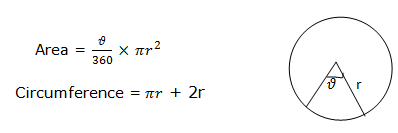 Area = ϑ/360 × πr²
Circumference = πr + 2r
ϑ r